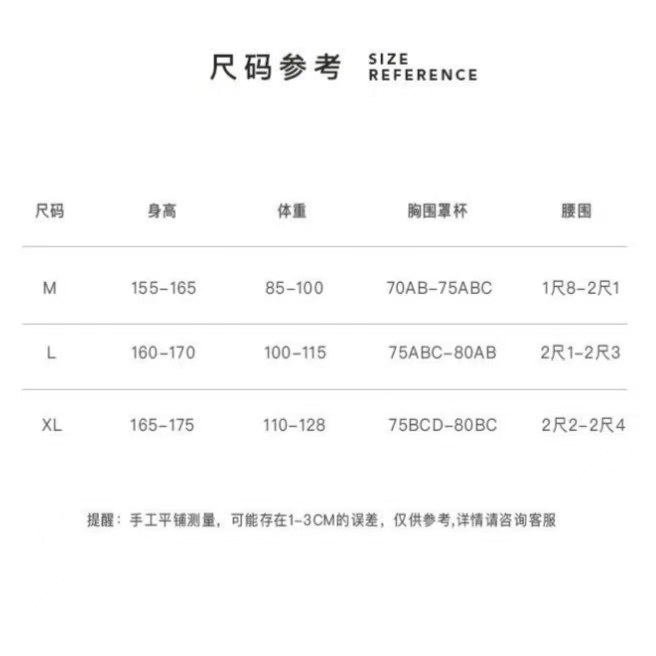 尺码参考 SIZE
REFERENCE
尺码 身高 体重 胸围罩杯 腰围
M 155-165 85-100 70AB-75ABC 1尺8-2尺1
L 160-170 100-115 75ABC-80AB 2尺1-2尺3
XL 165-175 110-128 75BCD-80BC 2尺2-2尺4
提醒：手工平铺测量，可能存在1-3CM的误差，仅供参考,详情请咨询客服